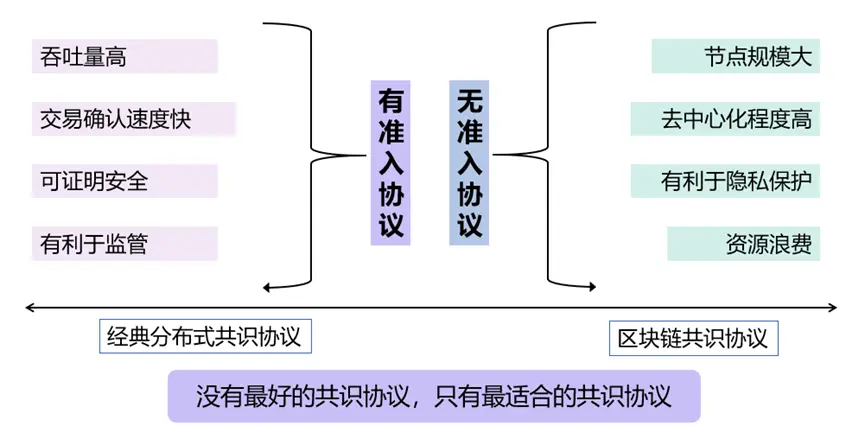 吞吐量高
交易确认速度快
可证明安全
有利于监管
有准入协议
无准入协议
节点规模大
去中心化程度高
有利于隐私保护
资源浪费
经典分布式共识协议
区块链共识协议
没有最好的共识协议，只有最适合的共识协议